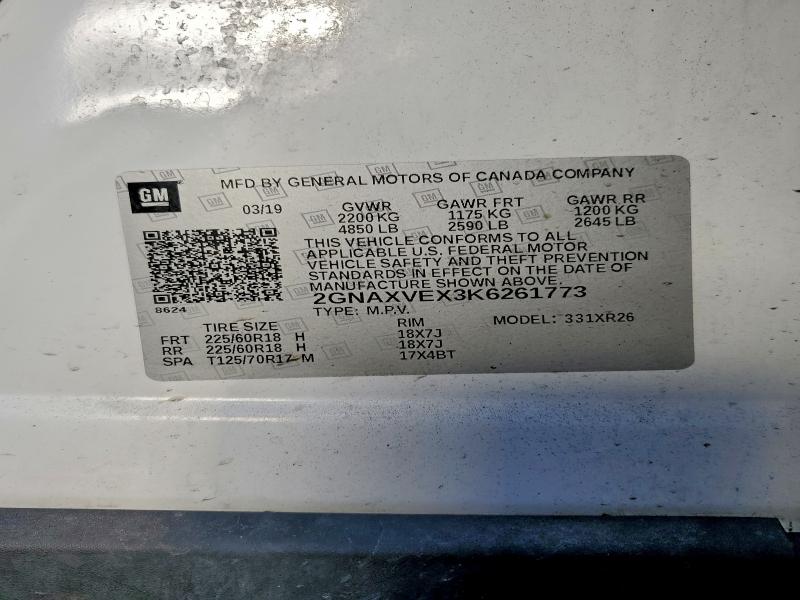 GM
MFD BY GENERAL MOTORS OF CANADA COMPANY
03/19 GVWR GAWR FRT GAWR RR
2200 KG 1175 KG 1200 KG
4850 LB 2590 LB 2645 LB
THIS VEHICLE CONFORMS TO ALL
APPLICABLE U.S. FEDERAL MOTOR
VEHICLE SAFETY AND THEFT PREVENTION
STANDARDS IN EFFECT ON THE DATE OF
MANUFACTURE SHOWN ABOVE.
2GNAXVEX3K6261773
8624
TYPE: M.P.V. MODEL: 331XR26
TIRE SIZE RIM
FRT 225/60R18 H 18X7J
RR 225/60R18 H 18X7J
SPA T125/70R17 M 17X4BT